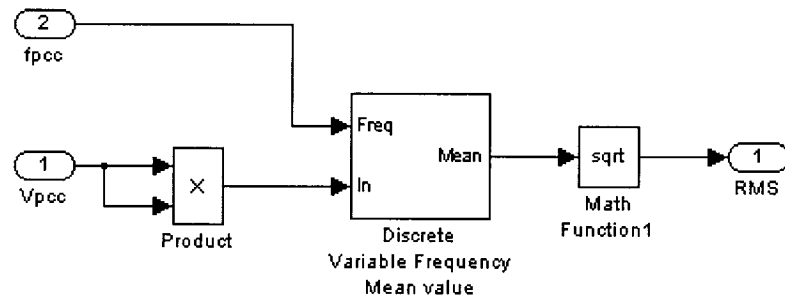 2
fpcc
1
Vpcc
×
Product
Freq
In
Mean
Discrete
Variable Frequency
Mean value
sqrt
Math
Function1
1
RMS